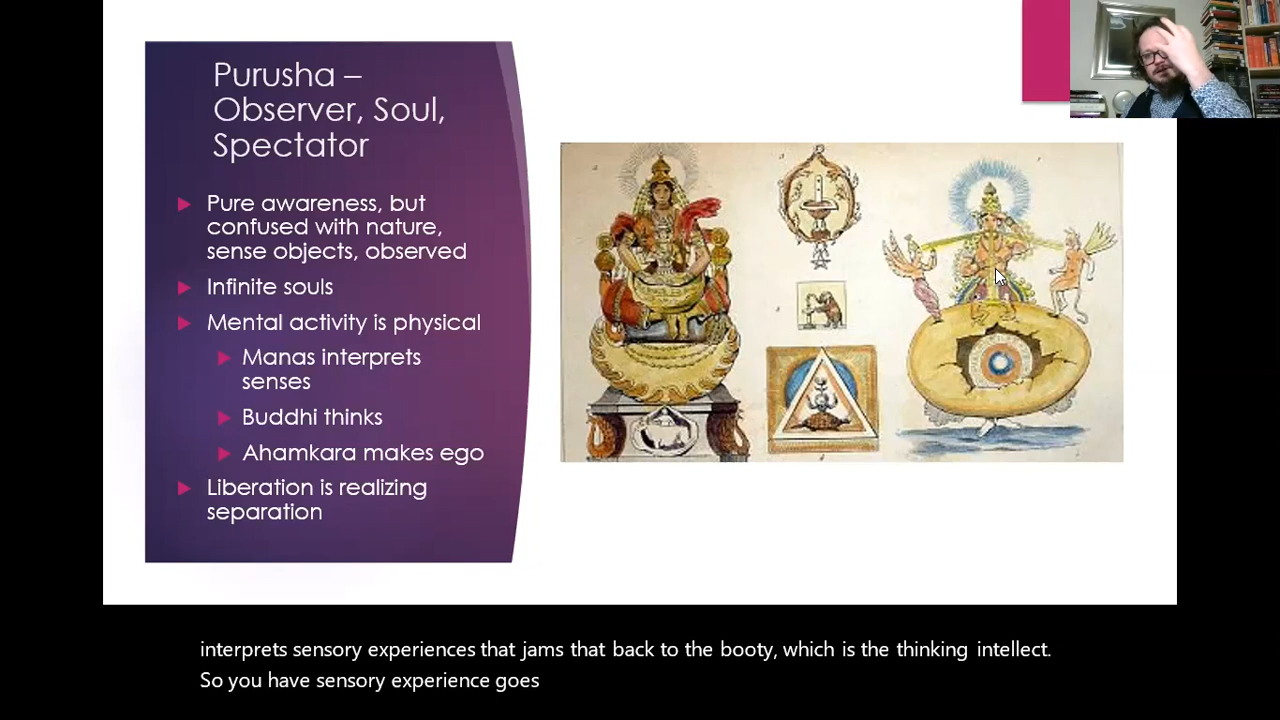 Purusha –
Observer, Soul,
Spectator
Pure awareness, but
confused with nature,
sense objects, observed
Infinite souls
Mental activity is physical
Manas interprets
senses
Buddhi thinks
Ahamkara makes ego
Liberation is realizing
separation
interprets sensory experiences that jams that back to the booty, which is the thinking intellect.
So you have sensory experience goes